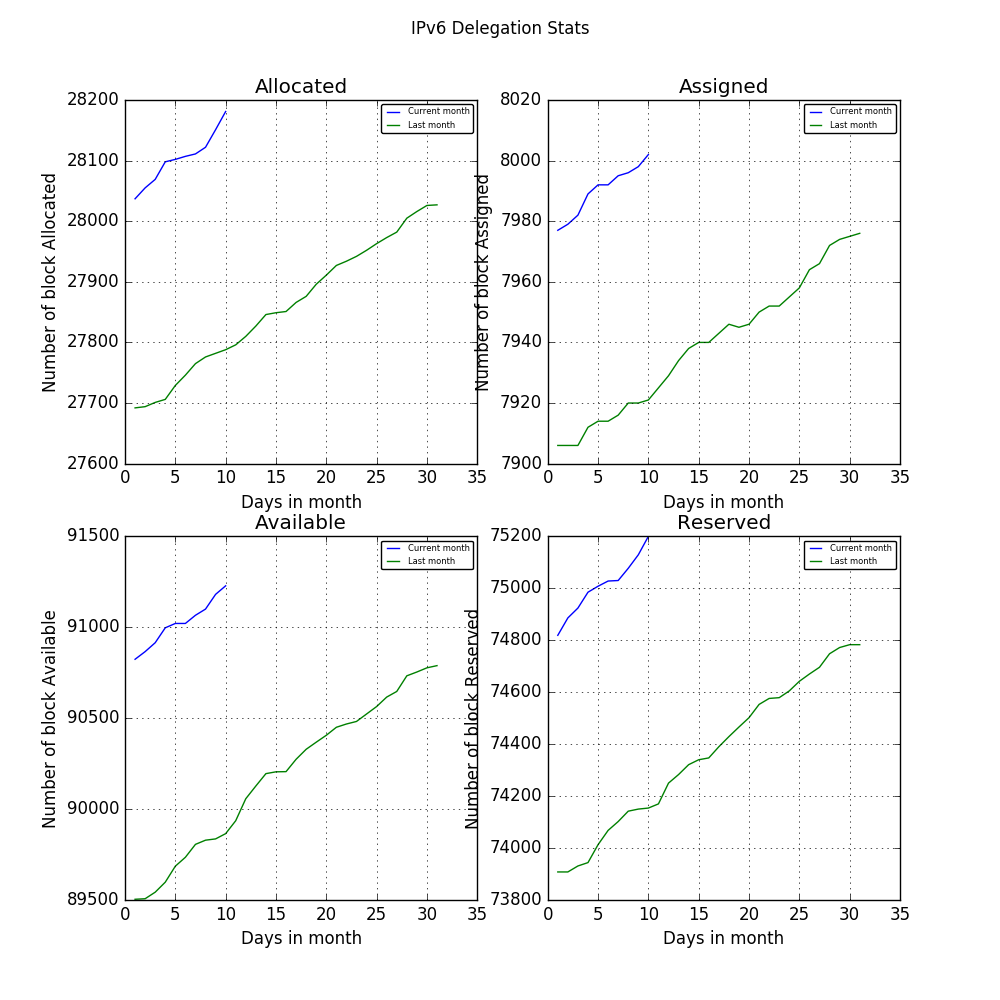 IPv6 Delegation Stats
Allocated
28200
28100
28000
27900
27800
27700
27600
Number of block Allocated
Current month
Last month
0 5 10 15 20 25 30 35
Days in month
Assigned
8020
8000
7980
7960
7940
7920
7900
Number of block Assigned
Current month
Last month
0 5 10 15 20 25 30 35
Days in month
Available
91500
91000
90500
90000
89500
Number of block Available
Current month
Last month
0 5 10 15 20 25 30 35
Days in month
Reserved
75200
75000
74800
74600
74400
74200
74000
73800
Number of block Reserved
Current month
Last month
0 5 10 15 20 25 30 35
Days in month